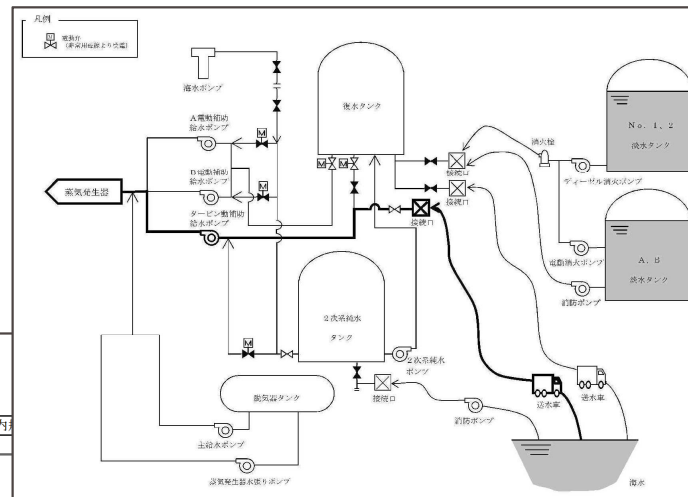 凡例
M
電動弁
(非常用母線より受電)
海水ポンプ
復水タンク
A電動補助
給水ポンプ
M
M
M
消火栓
No. 1, 2
淡水タンク
接続口
ディーゼル消火ポンプ
B電動補助
給水ポンプ
M
蒸気発生器
タービン動補助
給水ポンプ
接続口
接続口
電動消火ポンプ
A, B
淡水タンク
消防ポンプ
2次系純水
タンク
M
2次系純水
ポンプ
脱気器タンク
接続口
消防ポンプ
送水車
送水車
主給水ポンプ
蒸気発生器水張りポンプ
海水